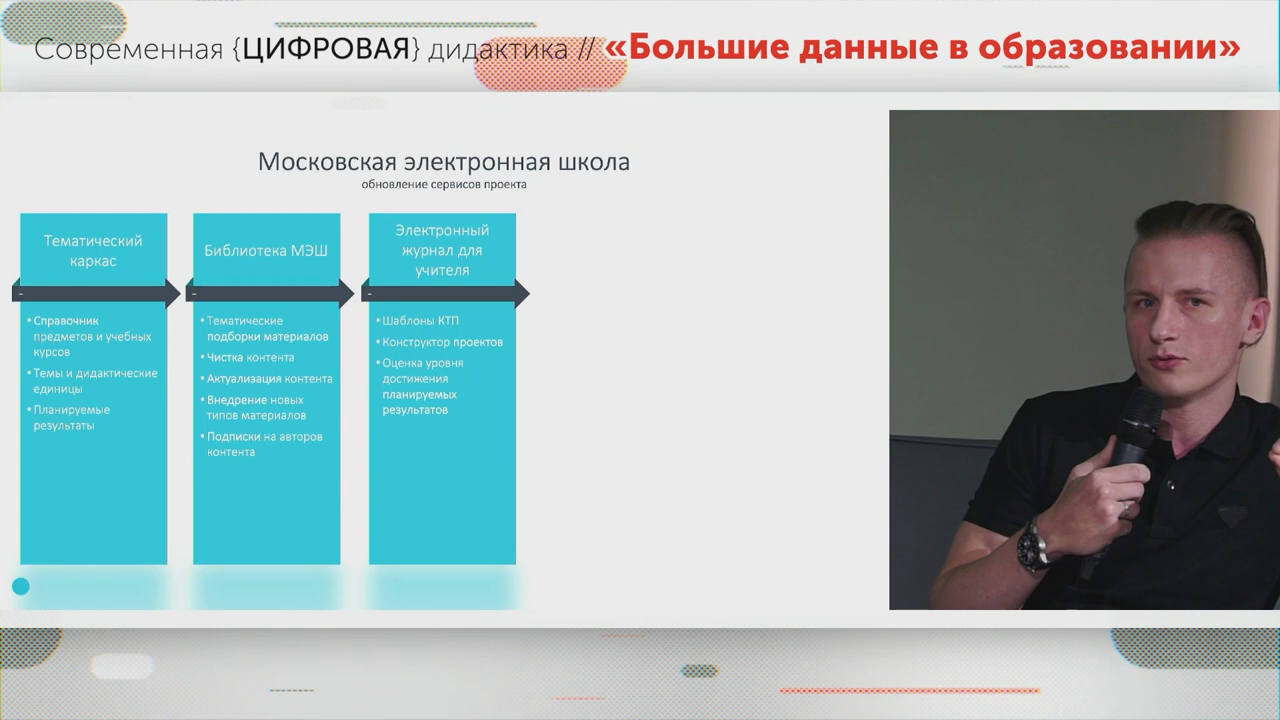 Современная {ЦИФРОВАЯ} дидактика // «Большие данные в образовании»
Московская электронная школа
обновление сервисов проекта
Тематический
каркас
-
• Справочник
предметов и учебных
курсов
• Темы и дидактические
единицы
• Планируемые
результаты
Библиотека МЭШ
-
• Тематические
подборки материалов
• Чистка контента
• Актуализация контента
• Внедрение новых
типов материалов
• Подписки на авторов
контента
Электронный
журнал для
учителя
-
• Шаблоны КТП
• Конструктор проектов
• Оценка уровня
достижения
планируемых
результатов